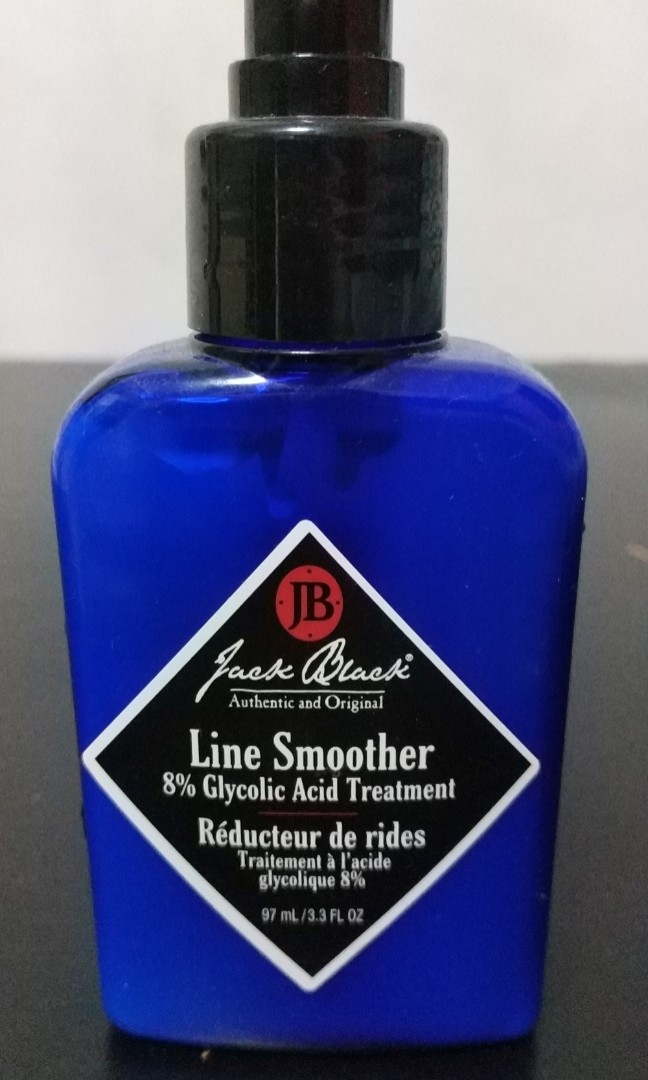 JB
Jack Black®
Authentic and Original
Line Smoother
8% Glycolic Acid Treatment
Réducteur de rides
Traitement à l'acide
glycolique 8%
97 mL/3.3 FL OZ